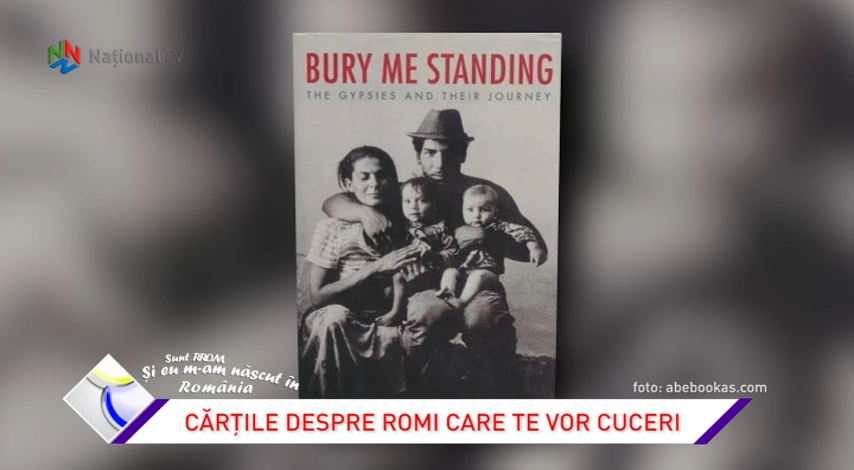 NaționalTV
BURY ME STANDING
THE GYPSIES AND THEIR JOURNEY
Sunt RROM
Și eu m-am născut în
România
foto: abebookas.com
CĂRȚILE DESPRE ROMI CARE TE VOR CUCERI